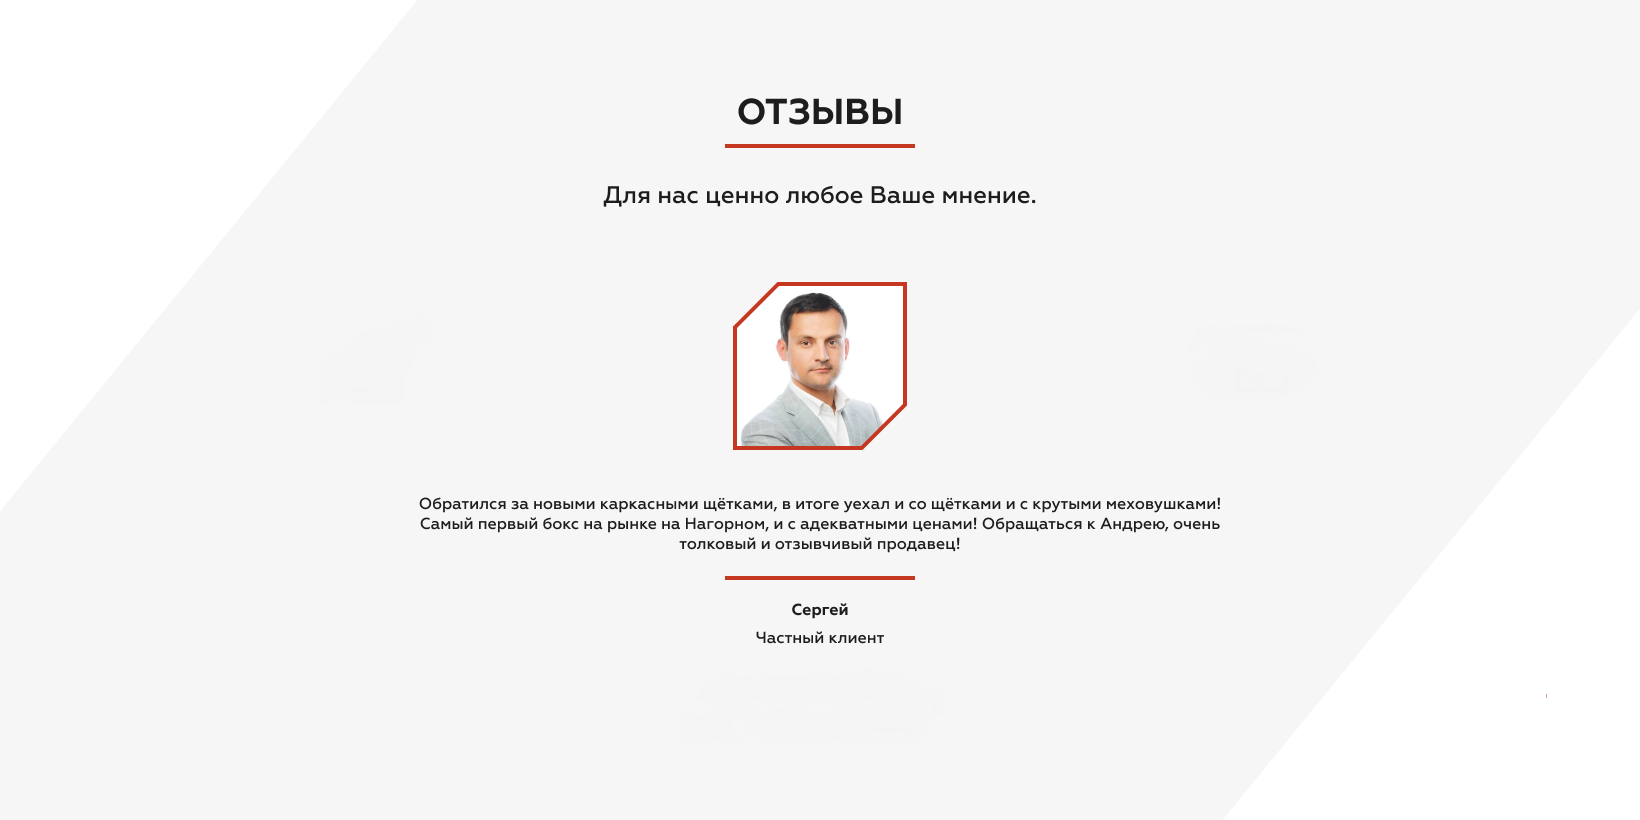 ОТЗЫВЫ
Для нас ценно любое Ваше мнение.
Обратился за новыми каркасными щётками, в итоге уехал и со щётками и с крутыми меховушками!
Самый первый бокс на рынке на Нагорном, и с адекватными ценами! Обращаться к Андрею, очень
толковый и отзывчивый продавец!
Сергей
Частный клиент